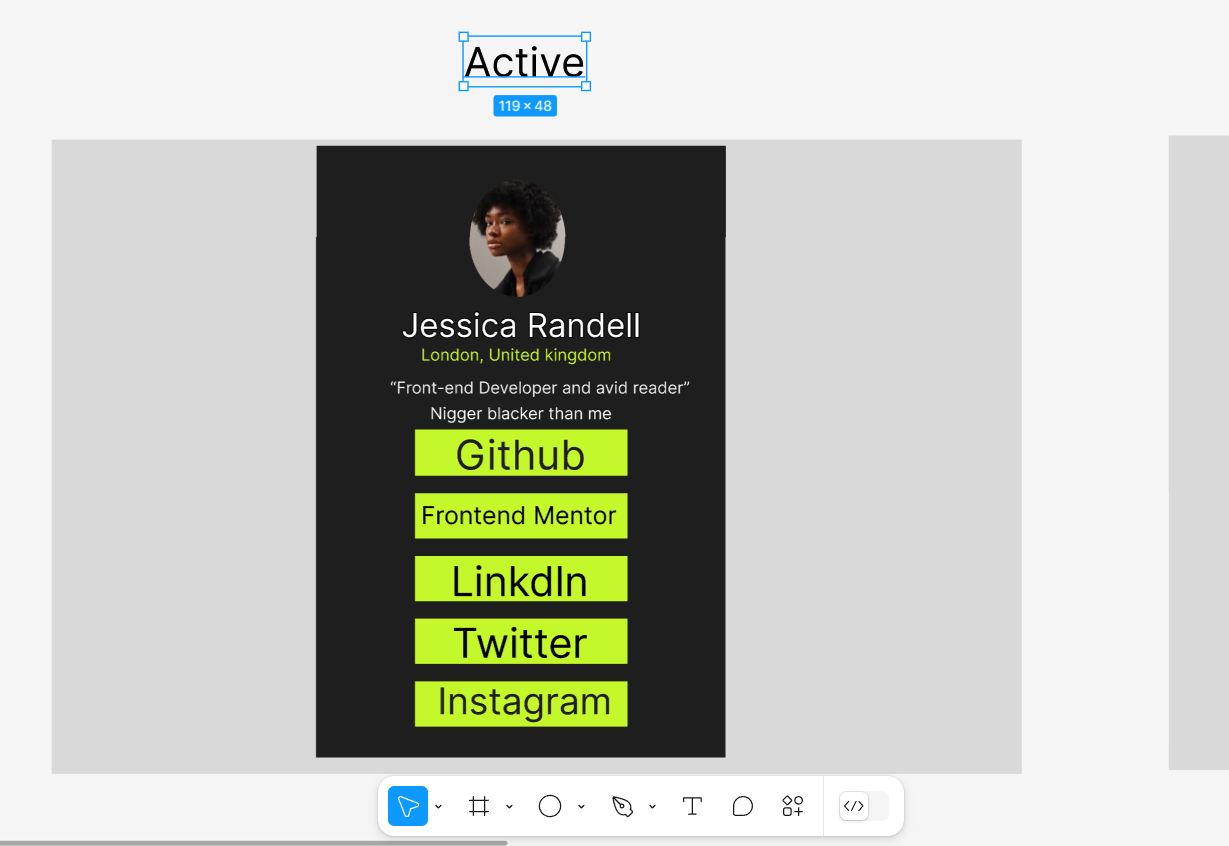 Active
119 × 48
Jessica Randell
London, United kingdom
“Front-end Developer and avid reader”
Nigger blacker than me
Github
Frontend Mentor
LinkdIn
Twitter
Instagram